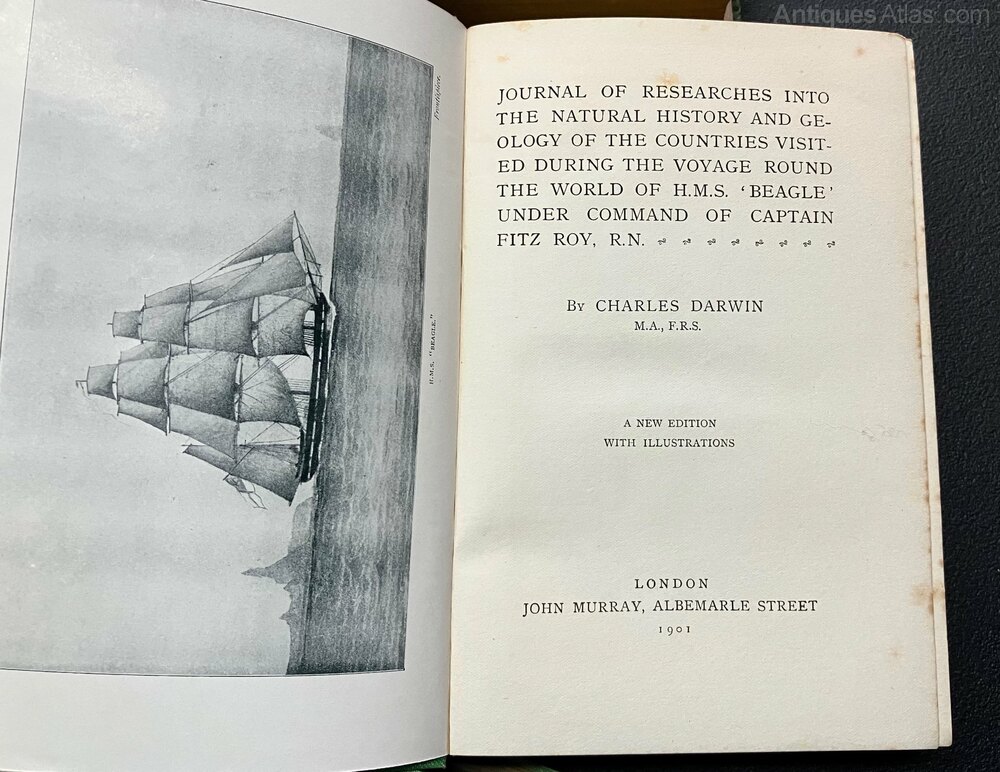 Antiques Atlas.com
Frontispiece.
H.M.S. "BEAGLE."
JOURNAL OF RESEARCHES INTO
THE NATURAL HISTORY AND GE-
OLOGY OF THE COUNTRIES VISIT-
ED DURING THE VOYAGE ROUND
THE WORLD OF H.M.S. ‘BEAGLE’
UNDER COMMAND OF CAPTAIN
FITZ ROY, R.N.
BY CHARLES DARWIN
M.A., F.R.S.
A NEW EDITION
WITH ILLUSTRATIONS
LONDON
JOHN MURRAY, ALBEMARLE STREET
1901